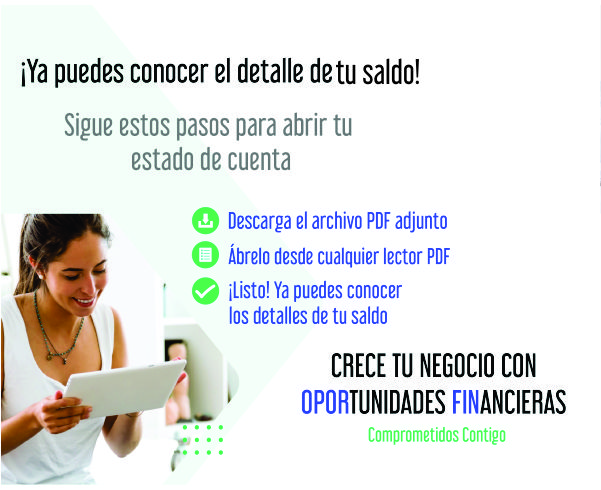 ¡Ya puedes conocer el detalle de tu saldo!
Sigue estos pasos para abrir tu
estado de cuenta
Descarga el archivo PDF adjunto
Ábrelo desde cualquier lector PDF
¡Listo! Ya puedes conocer
los detalles de tu saldo
CRECE TU NEGOCIO CON
OPORTUNIDADES FINANCIERAS
Comprometidos Contigo